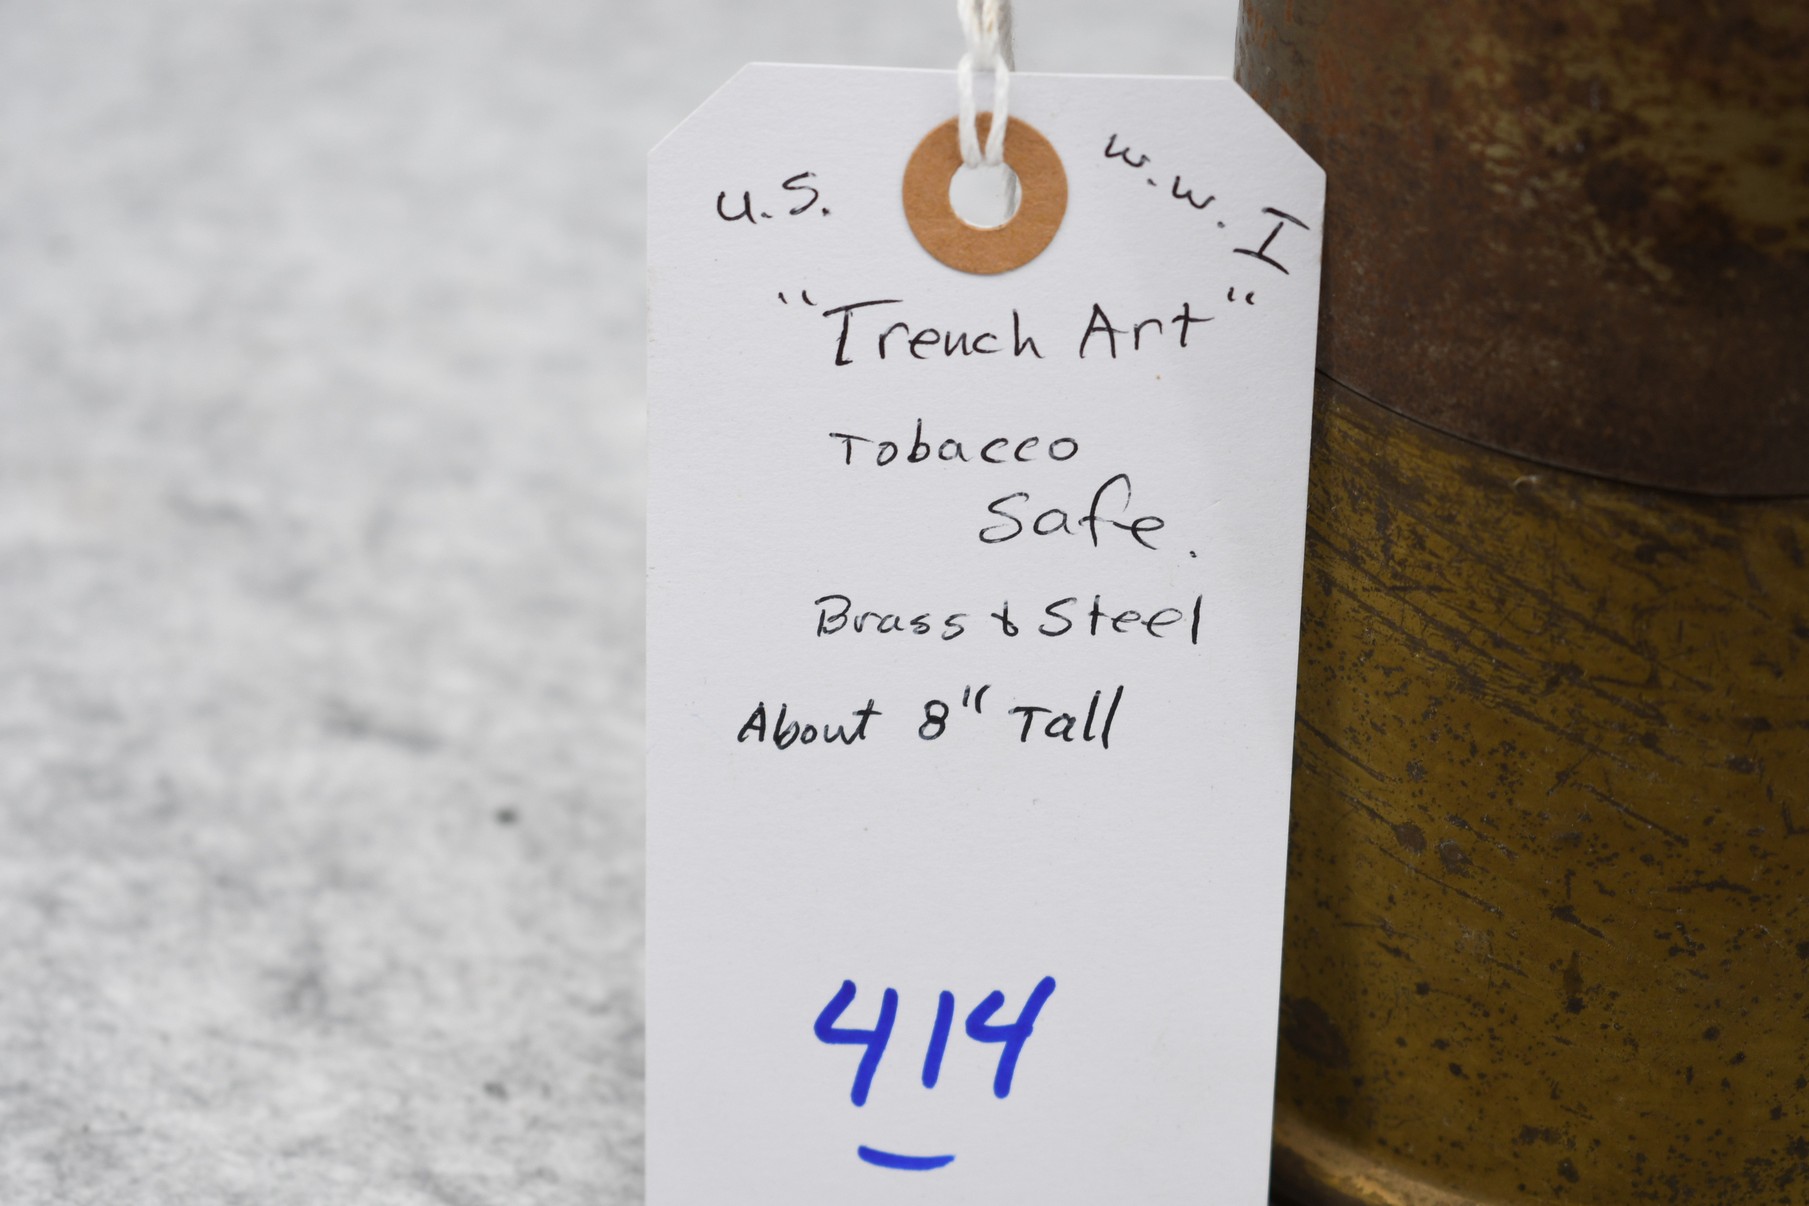 U.S.
W.W.I
"Trench Art"
Tobacco
Safe.
Brass & Steel
About 8" Tall
414